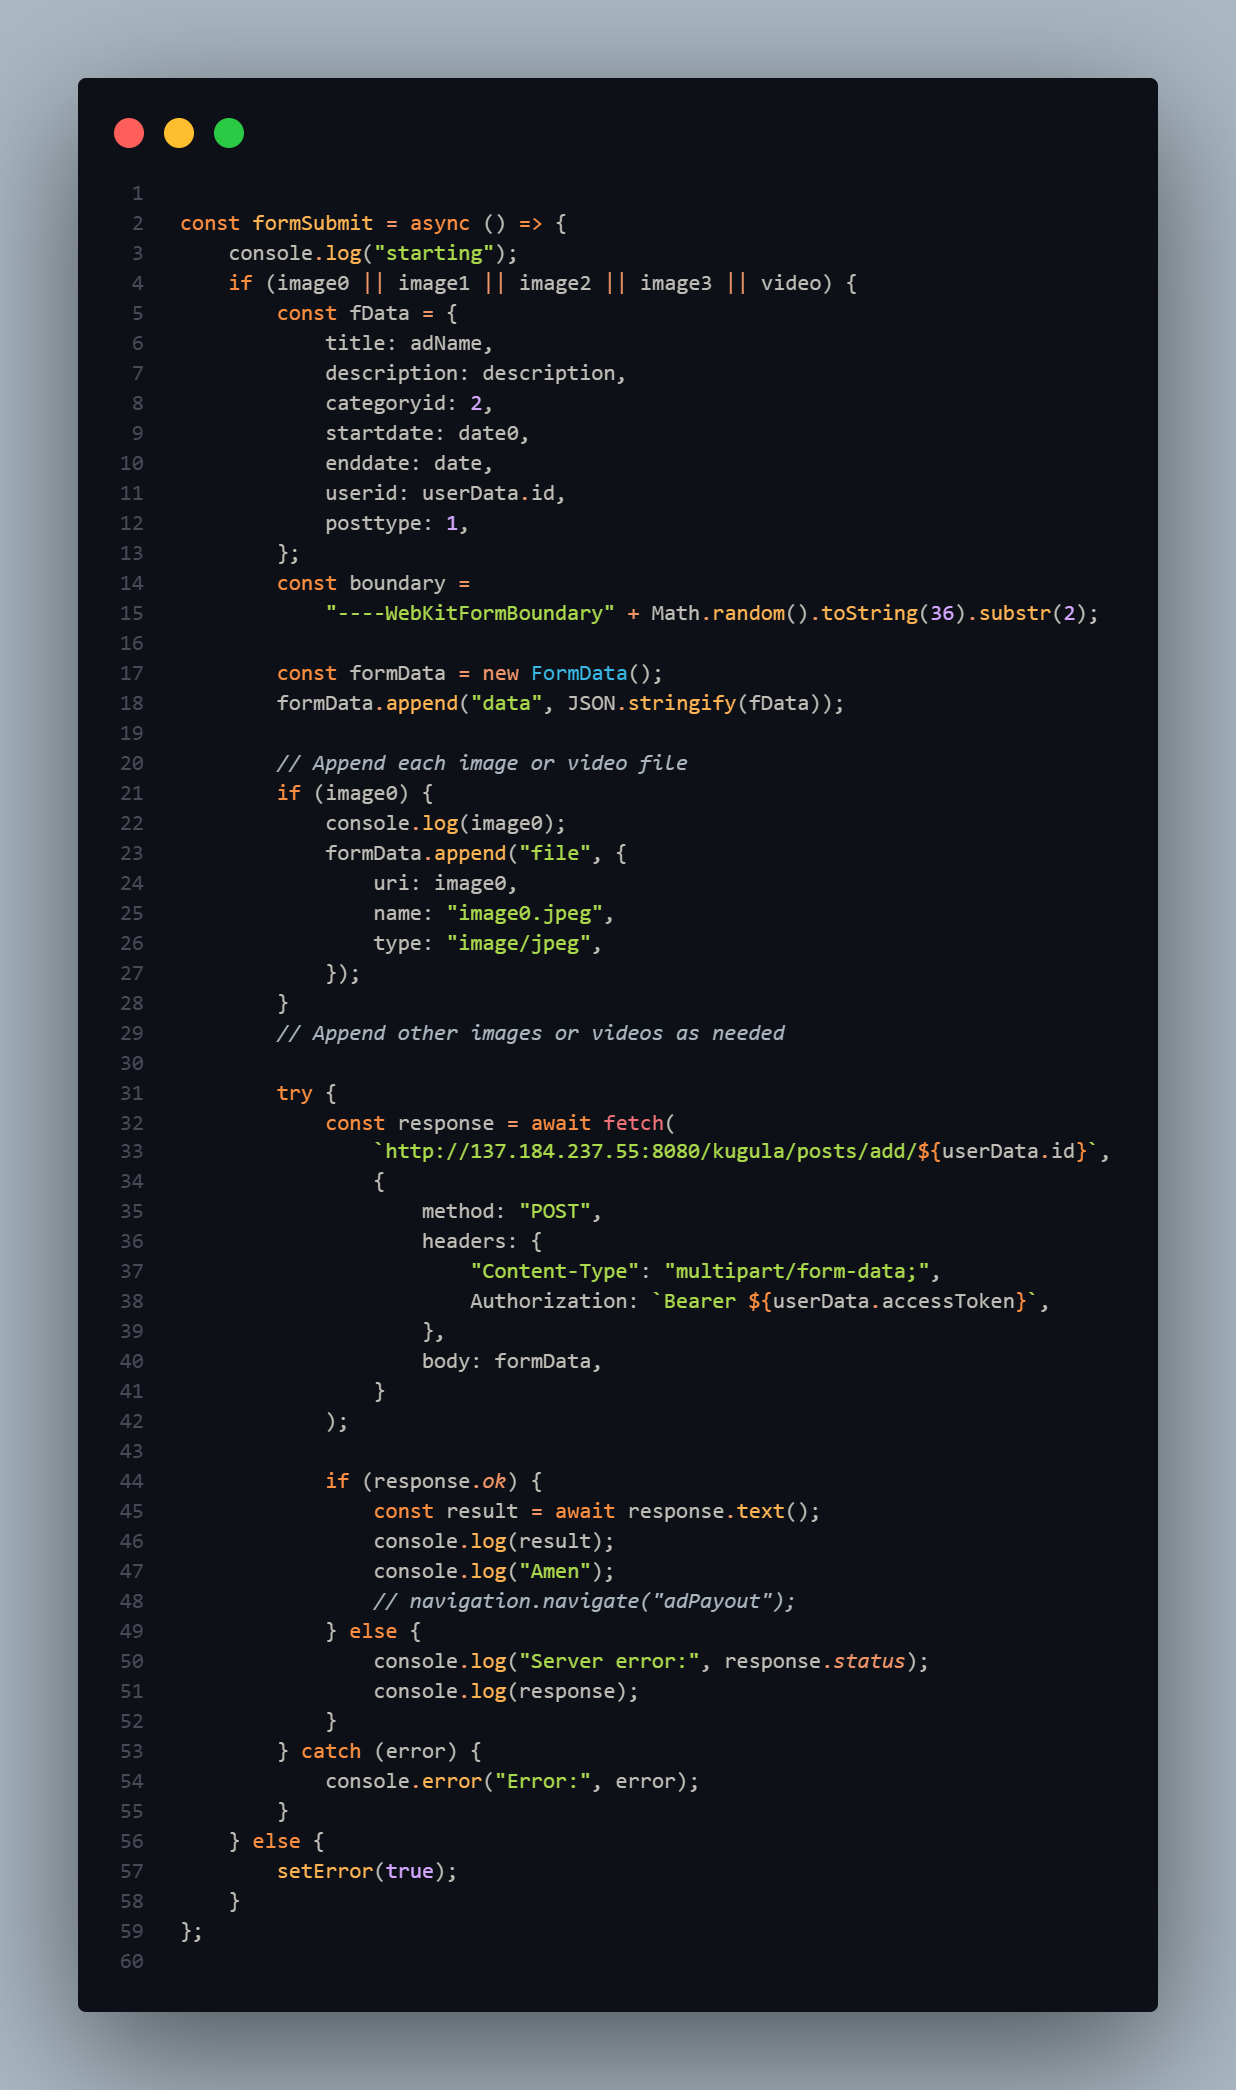 1
2 const formSubmit = async () => {
3     console.log("starting");
4     if (image0 || image1 || image2 || image3 || video) {
5         const fData = {
6             title: adName,
7             description: description,
8             categoryid: 2,
9             startdate: date0,
10             enddate: date,
11             userid: userData.id,
12             posttype: 1,
13         };
14         const boundary =
15             "----WebKitFormBoundary" + Math.random().toString(36).substr(2);
16
17         const formData = new FormData();
18         formData.append("data", JSON.stringify(fData));
19
20         // Append each image or video file
21         if (image0) {
22             console.log(image0);
23             formData.append("file", {
24                 uri: image0,
25                 name: "image0.jpeg",
26                 type: "image/jpeg",
27             });
28         }
29         // Append other images or videos as needed
30
31         try {
32             const response = await fetch(
33                 `http://137.184.237.55:8080/kugula/posts/add/${userData.id}`,
34                 {
35                     method: "POST",
36                     headers: {
37                         "Content-Type": "multipart/form-data;",
38                         Authorization: `Bearer ${userData.accessToken}`,
39                     },
40                     body: formData,
41                 }
42             );
43
44             if (response.ok) {
45                 const result = await response.text();
46                 console.log(result);
47                 console.log("Amen");
48                 // navigation.navigate("adPayout");
49             } else {
50                 console.log("Server error:", response.status);
51                 console.log(response);
52             }
53         } catch (error) {
54             console.error("Error:", error);
55         }
56     } else {
57         setError(true);
58     }
59 };
60